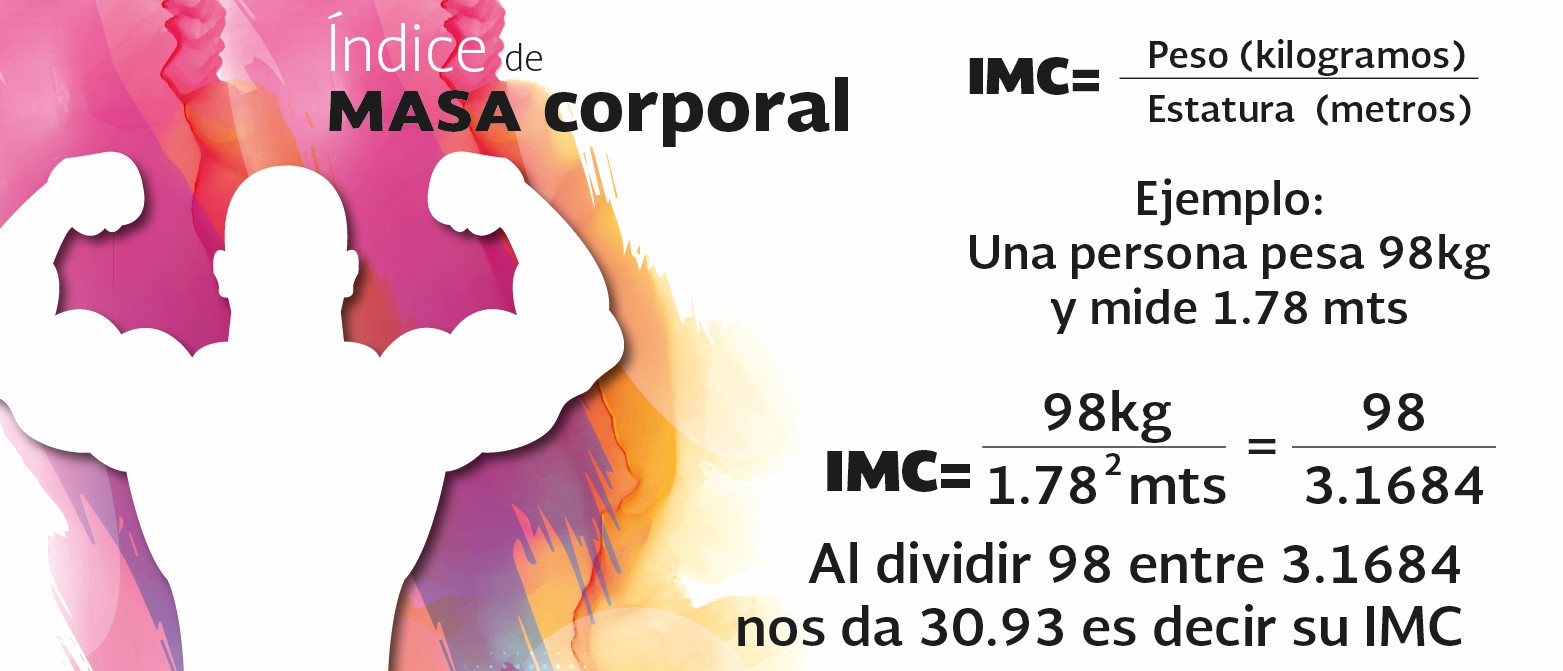 Índice de
MASA corporal
IMC= Peso (kilogramos)
Estatura (metros)
Ejemplo:
Una persona pesa 98kg
y mide 1.78 mts
98kg 98
IMC= =
1.78² mts 3.1684
Al dividir 98 entre 3.1684
nos da 30.93 es decir su IMC